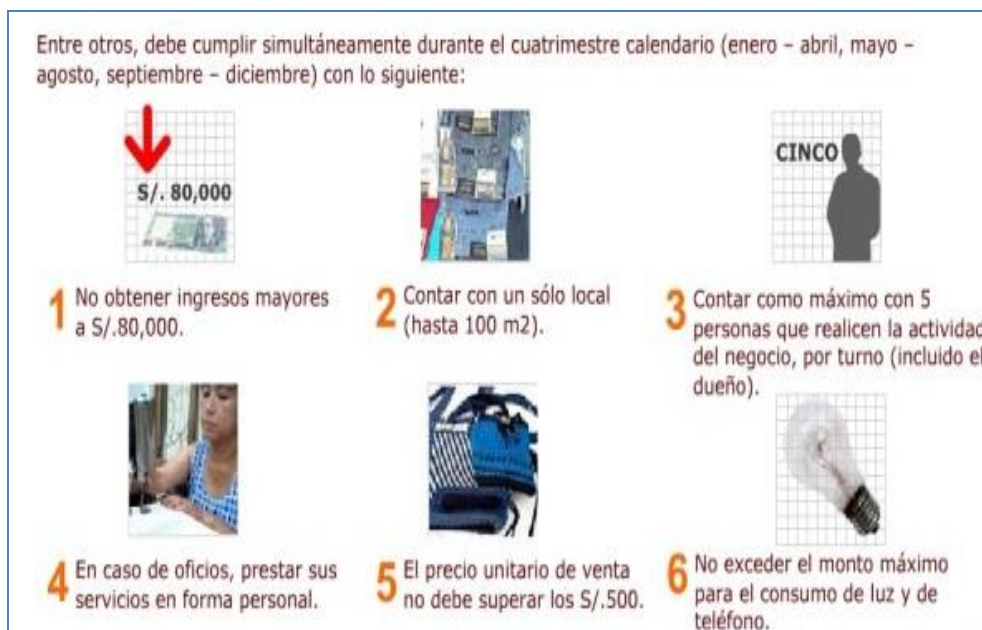 Entre otros, debe cumplir simultáneamente durante el cuatrimestre calendario (enero – abril, mayo –
agosto, septiembre – diciembre) con lo siguiente:
S/. 80,000
CINCO
1 No obtener ingresos mayores
a S/.80,000.
2 Contar con un sólo local
(hasta 100 m2).
3 Contar como máximo con 5
personas que realicen la actividad
del negocio, por turno (incluido el
dueño).
4 En caso de oficios, prestar sus
servicios en forma personal.
5 El precio unitario de venta
no debe superar los S/.500.
6 No exceder el monto máximo
para el consumo de luz y de
teléfono.